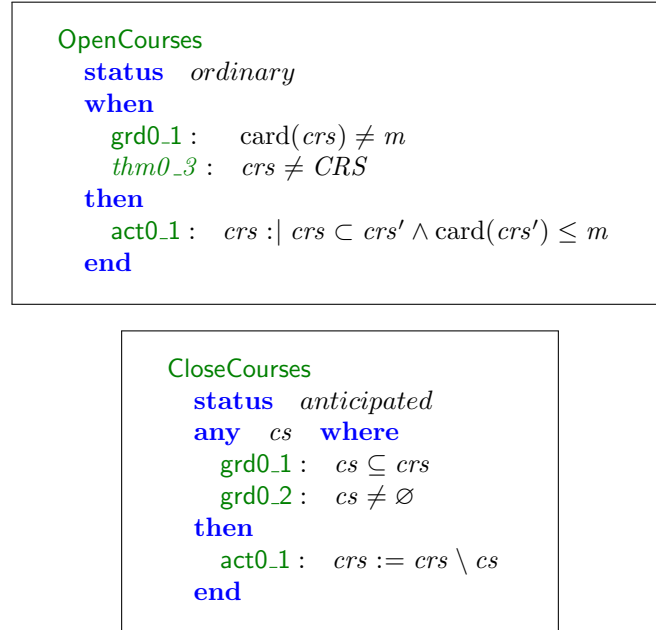 OpenCourses
status ordinary
when
grd0_1 : card(crs) ≠ m
thm0_3 : crs ≠ CRS
then
act0_1 : crs :| crs ⊂ crs′ ∧ card(crs′) ≤ m
end
CloseCourses
status anticipated
any cs where
grd0_1 : cs ⊆ crs
grd0_2 : cs ≠ ∅
then
act0_1 : crs := crs \ cs
end